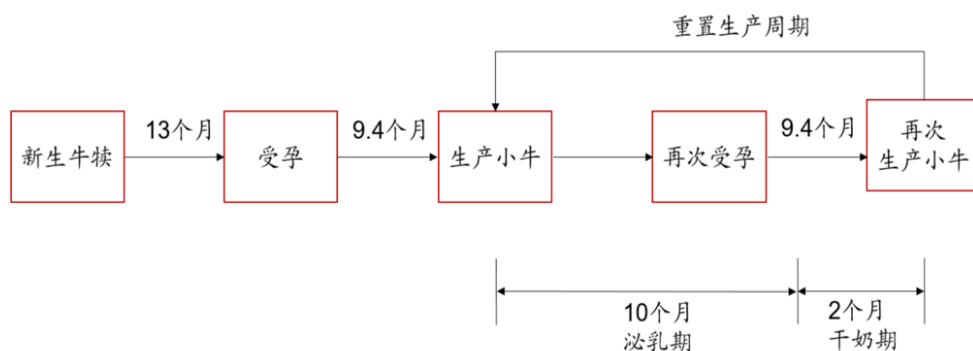 重置生产周期
13个月
9.4个月
9.4个月
新生牛犊
受孕
生产小牛
再次受孕
再次
生产小牛
10个月
泌乳期
2个月
干奶期